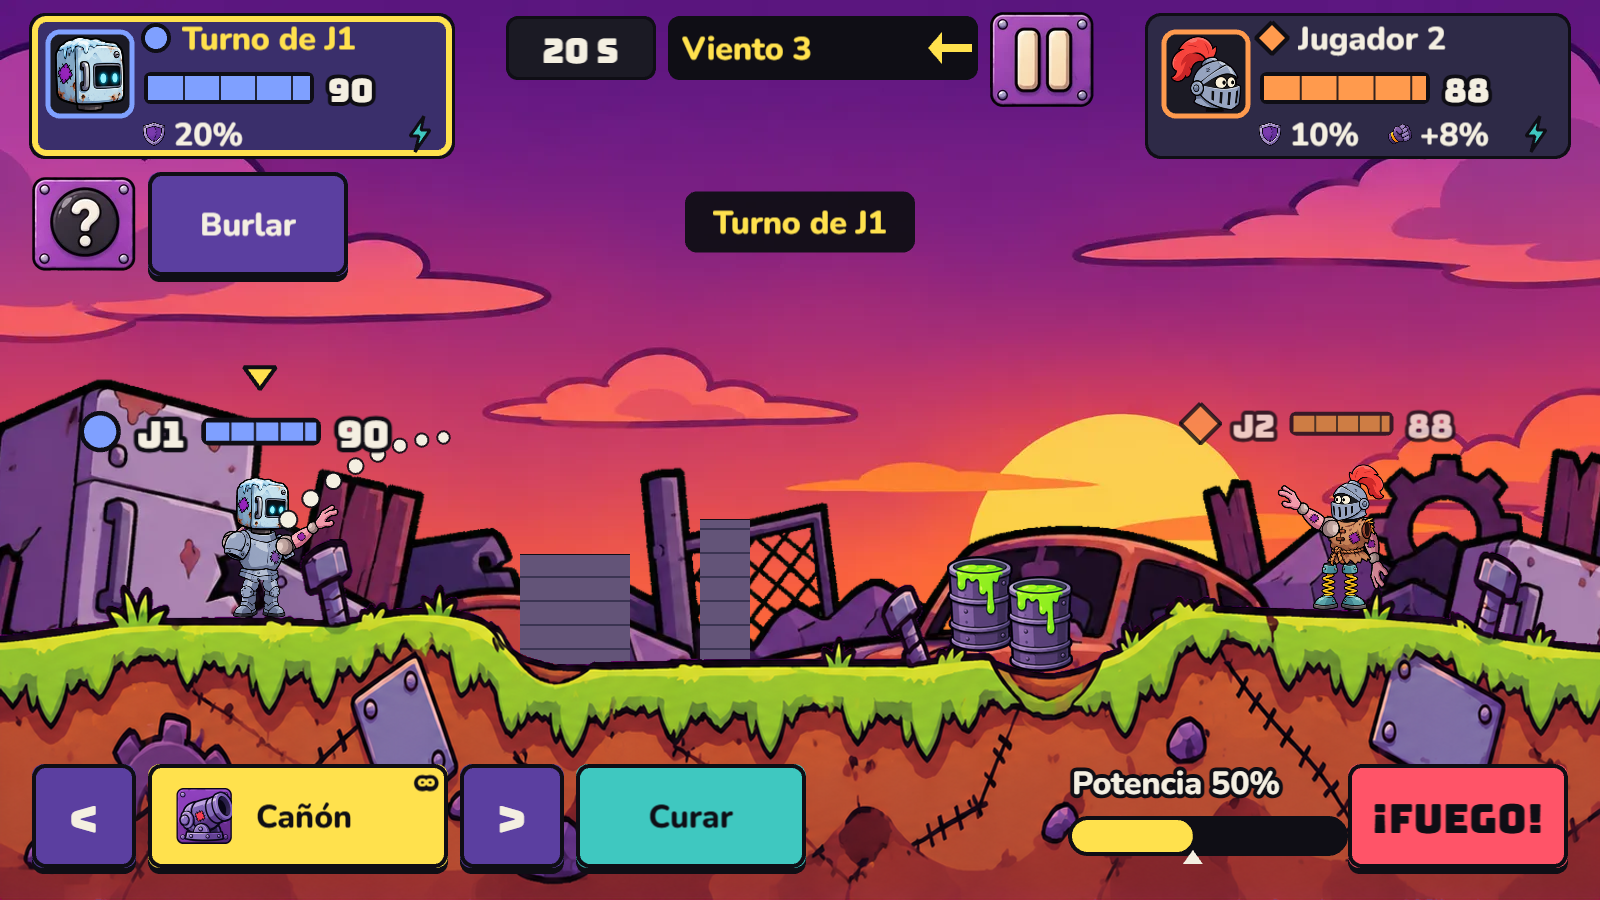 Turno de J1
90
20%
20 S
Viento 3
Jugador 2
88
10%
+8%
?
Burlar
Turno de J1
J1
90
J2
88
<
Cañón
∞
>
Curar
Potencia 50%
¡FUEGO!